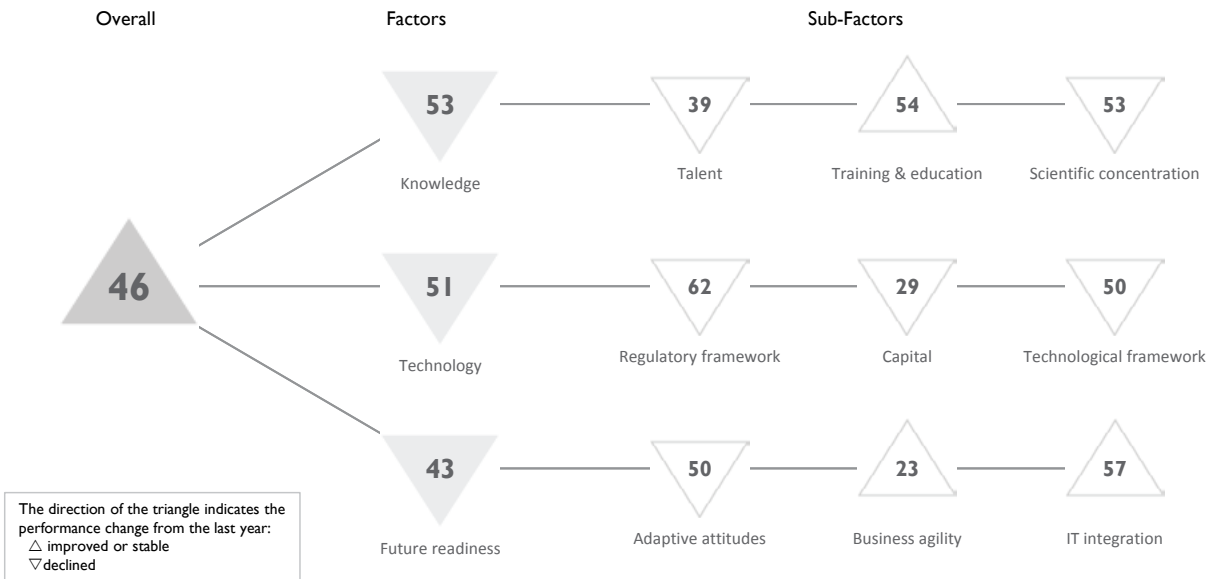 Overall Factors Sub-Factors
53 39 54 53
Knowledge Talent Training & education Scientific concentration
46 51 62 29 50
Technology Regulatory framework Capital Technological framework
43 50 23 57
Future readiness Adaptive attitudes Business agility IT integration
The direction of the triangle indicates the
performance change from the last year:
△ improved or stable
▽ declined